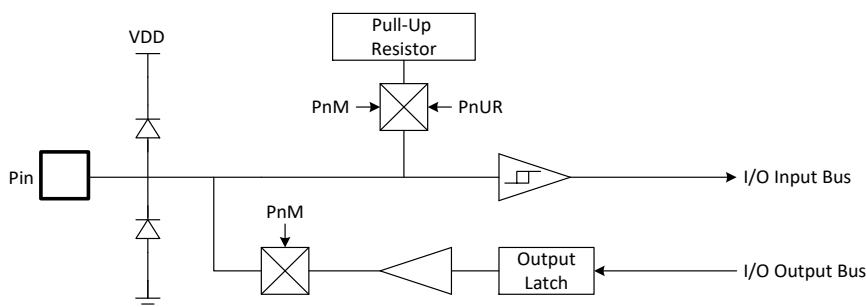 Pull-Up
Resistor
VDD
PnM
PnUR
Pin
I/O Input Bus
PnM
Output
Latch
I/O Output Bus